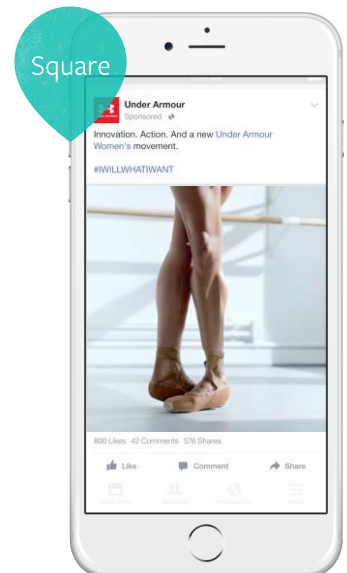 Square
Under Armour
Sponsored ·
Innovation. Action. And a new Under Armour
Women's movement.
#IWILLWHATIWANT
800 Likes 42 Comments 576 Shares
Like Comment Share